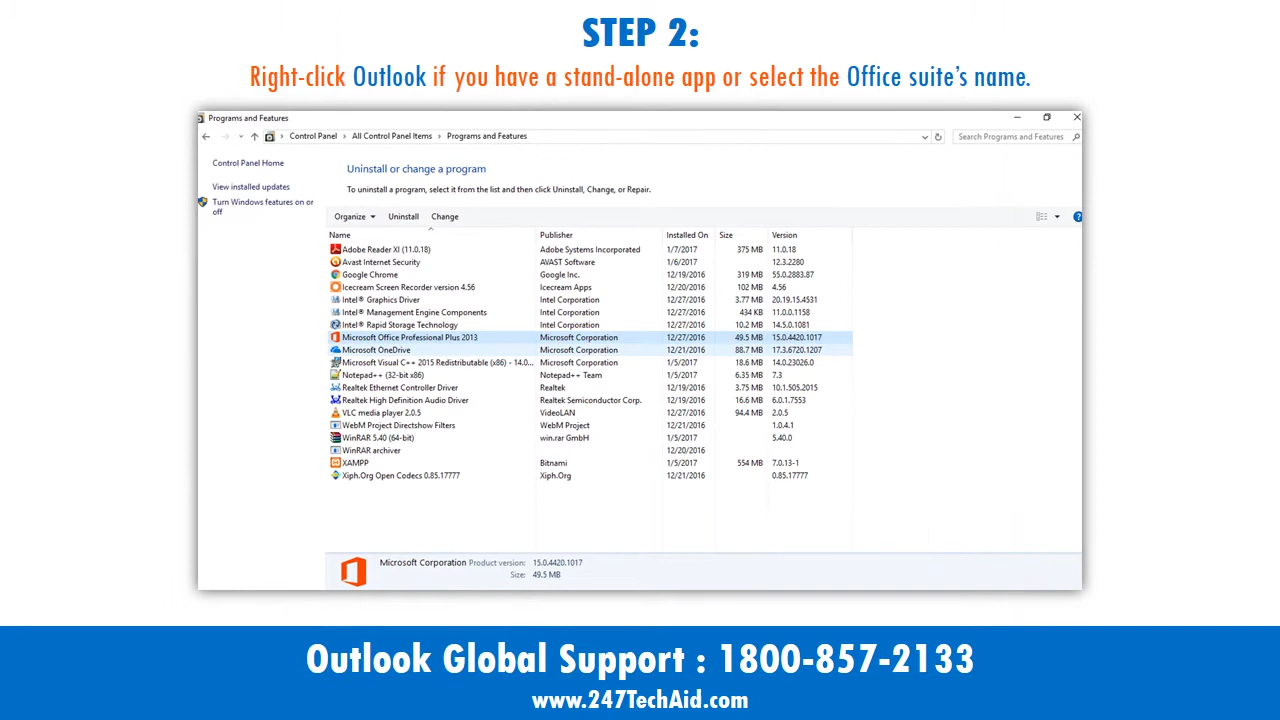 STEP 2:
Right-click Outlook if you have a stand-alone app or select the Office suite's name.
Programs and Features
Control Panel > All Control Panel Items > Programs and Features
Search Programs and Features
Control Panel Home
View installed updates
Turn Windows features on or
off
Uninstall or change a program
To uninstall a program, select it from the list and then click Uninstall, Change, or Repair.
Organize Uninstall Change
Name Publisher Installed On Size Version
Adobe Reader XI (11.0.18) Adobe Systems Incorporated 1/7/2017 375 MB 11.0.18
Avast Internet Security AVAST Software 1/6/2017 12.3.2280
Google Chrome Google Inc. 12/19/2016 319 MB 55.0.2883.87
Icecream Screen Recorder version 4.56 Icecream Apps 12/20/2016 102 MB 4.56
Intel® Graphics Driver Intel Corporation 12/27/2016 3.77 MB 20.19.15.4531
Intel® Management Engine Components Intel Corporation 12/27/2016 434 KB 11.0.0.1158
Intel® Rapid Storage Technology Intel Corporation 12/27/2016 10.2 MB 14.5.0.1081
Microsoft Office Professional Plus 2013 Microsoft Corporation 12/27/2016 49.5 MB 15.0.4420.1017
Microsoft OneDrive Microsoft Corporation 12/21/2016 88.7 MB 17.3.6720.1207
Microsoft Visual C++ 2015 Redistributable (x86) - 14.0... Microsoft Corporation 1/5/2017 18.6 MB 14.0.23026.0
Notepad++ (32-bit x86) Notepad++ Team 1/5/2017 6.35 MB 7.3
Realtek Ethernet Controller Driver Realtek 12/19/2016 3.75 MB 10.1.505.2015
Realtek High Definition Audio Driver Realtek Semiconductor Corp. 12/19/2016 16.6 MB 6.0.1.7553
VLC media player 2.0.5 VideoLAN 12/27/2016 94.4 MB 2.0.5
WebM Project Directshow Filters WebM Project 12/21/2016 1.0.4.1
WinRAR 5.40 (64-bit) win.rar GmbH 1/5/2017 5.40.0
WinRAR archiver 12/20/2016
XAMPP Bitnami 1/5/2017 554 MB 7.0.13-1
Xiph.Org Open Codecs 0.85.17777 Xiph.Org 12/21/2016 0.85.17777
Microsoft Corporation Product version: 15.0.4420.1017
Size: 49.5 MB
Outlook Global Support : 1800-857-2133
www.247TechAid.com